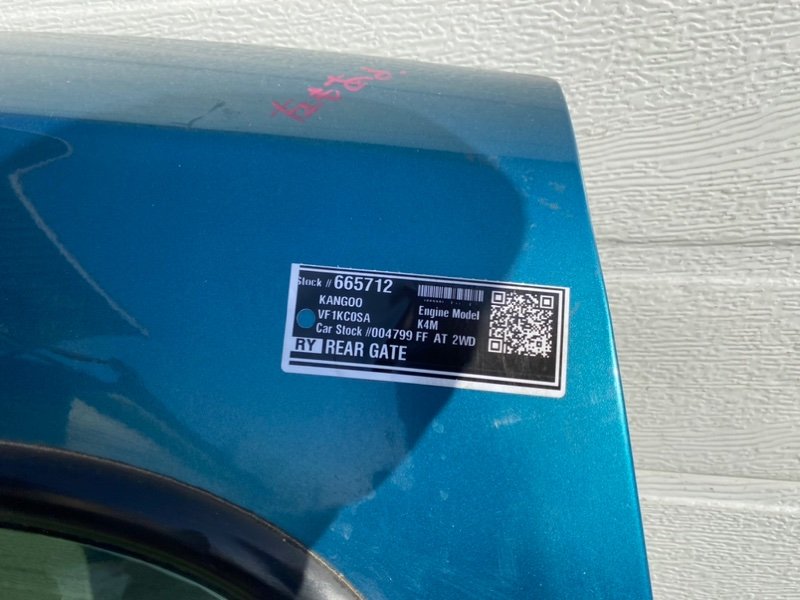 Stock # 665712
KANGOO
VF1KC0SA Engine Model
K4M
Car Stock #004799 FF AT 2WD
RY REAR GATE